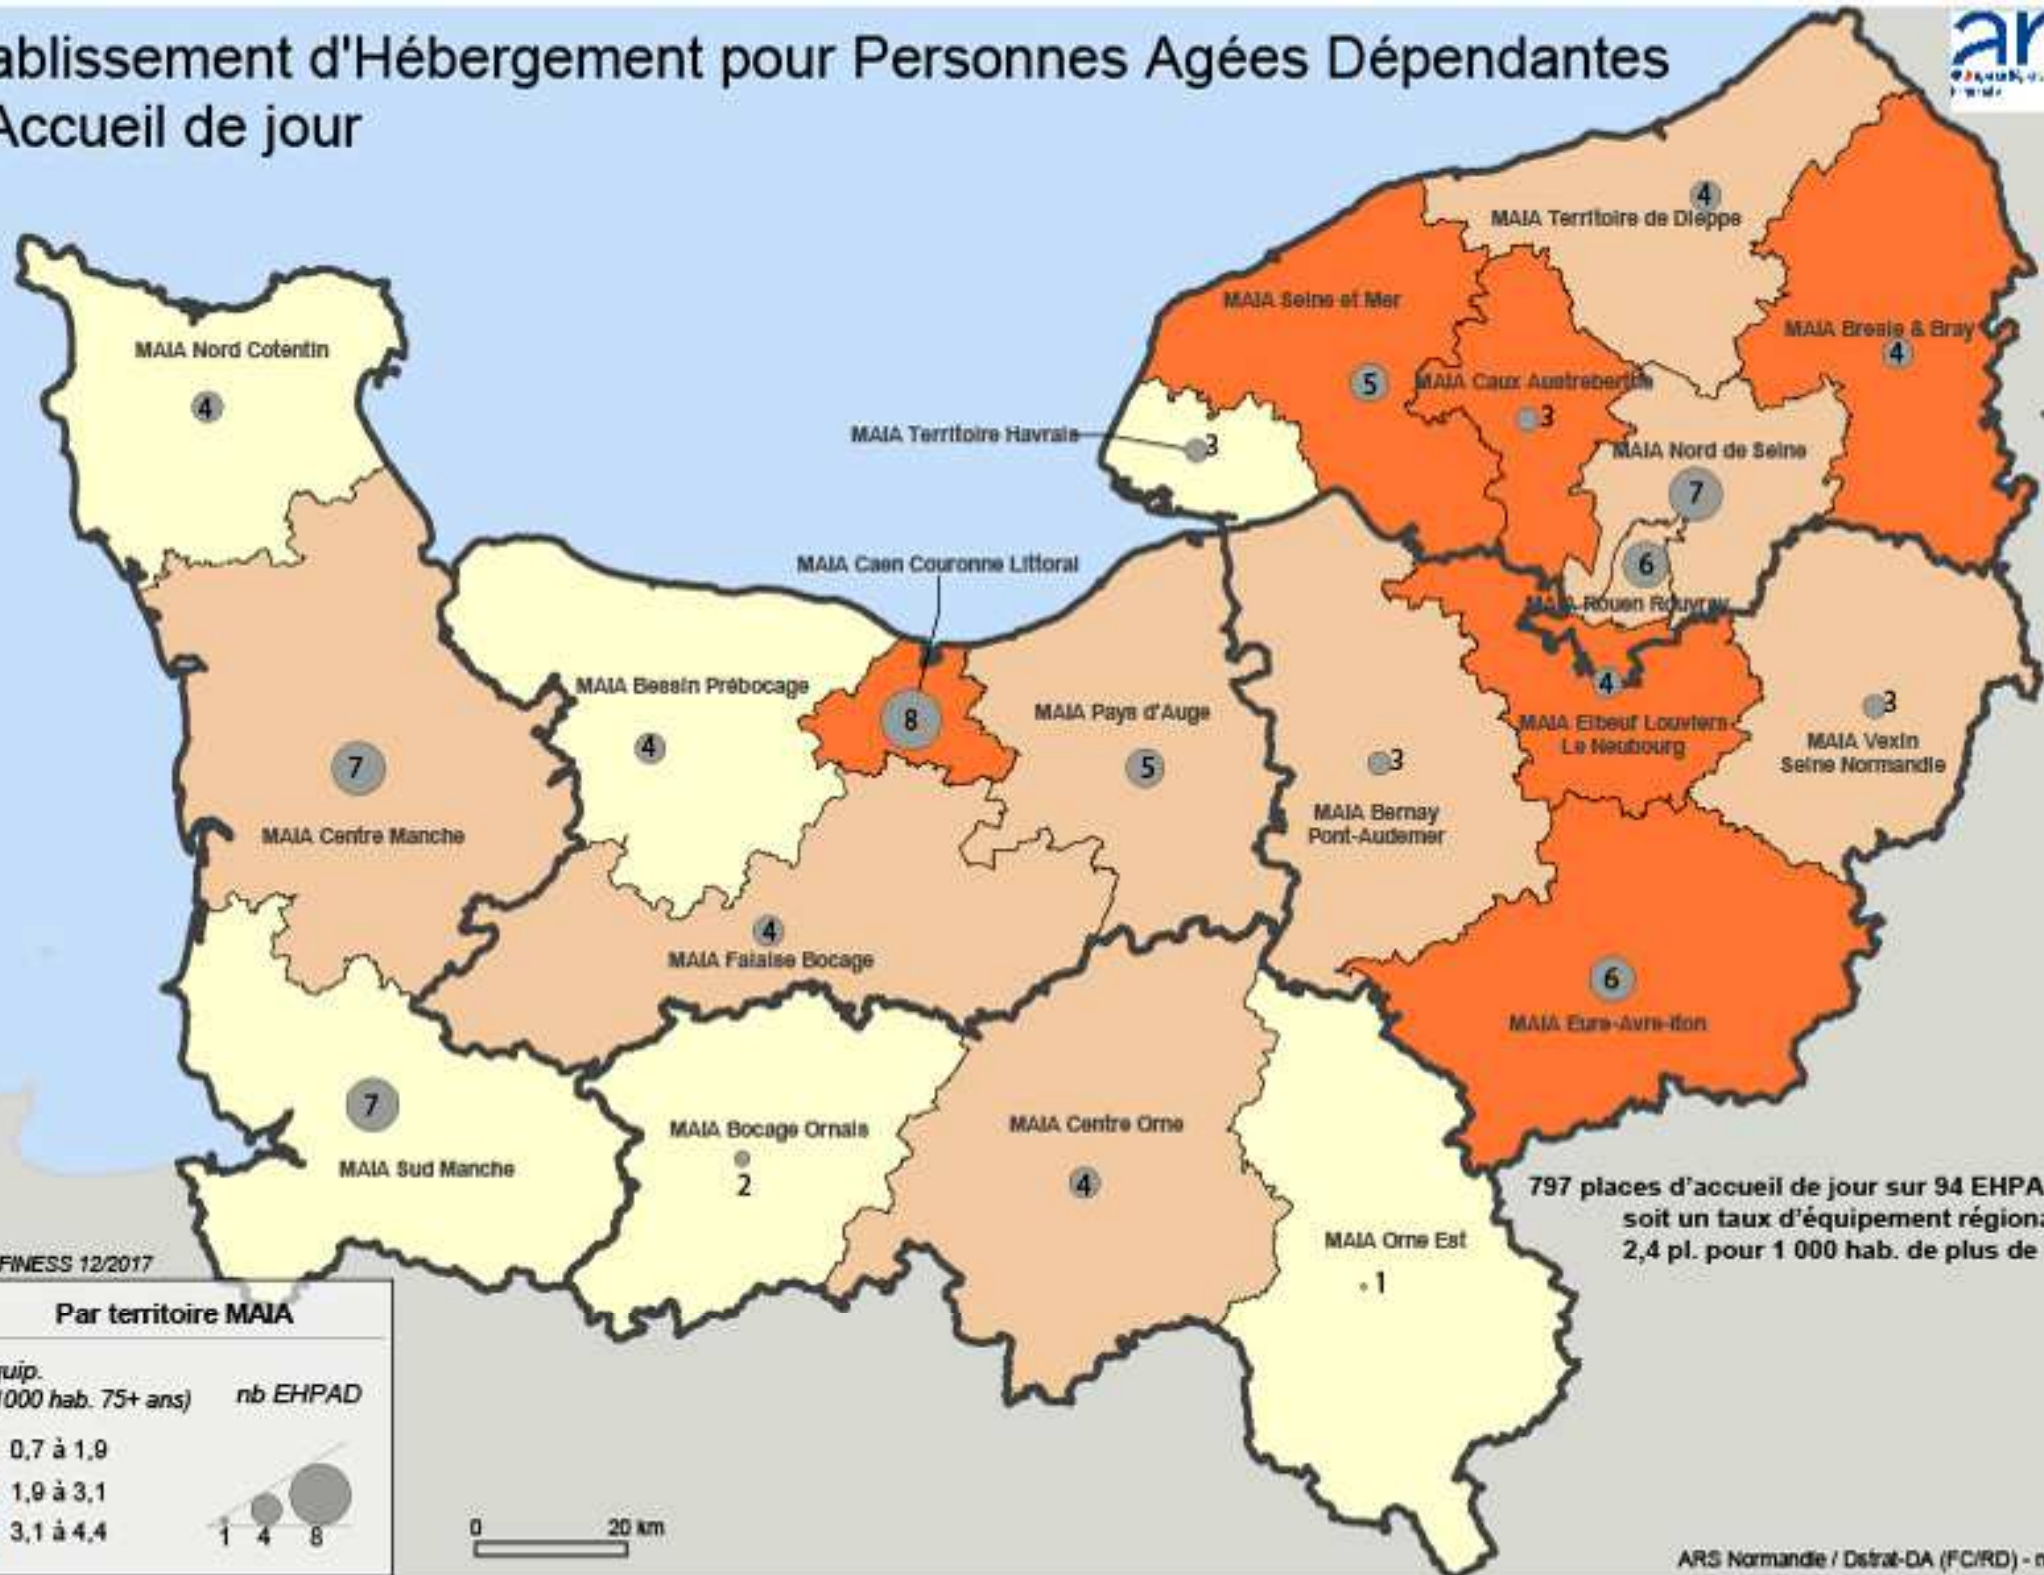 ablissement d'Hébergement pour Personnes Agées Dépendantes
Accueil de jour
ar
4
MAIA Territoire de Dieppe
MAIA Seine et Mer
MAIA Bresle & Bray
4
MAIA Nord Cotentin
4
5
MAIA Caux Austreberthe
3
MAIA Territoire Havrais
3
MAIA Nord de Seine
7
MAIA Caen Couronne Littoral
6
MAIA Rouen Rouvray
MAIA Bessin Prébocage
4
8
MAIA Pays d'Auge
5
4
MAIA Elbeuf Louviers-
Le Neubourg
3
MAIA Vexin
Seine Normandie
7
MAIA Centre Manche
3
MAIA Bernay
Pont-Audemer
4
MAIA Falaise Bocage
6
MAIA Eure-Avre-Iton
7
MAIA Sud Manche
MAIA Bocage Ornais
2
MAIA Centre Orne
4
MAIA Orne Est
1
797 places d'accueil de jour sur 94 EHPA
soit un taux d'équipement régiona
2,4 pl. pour 1 000 hab. de plus de
FINESS 12/2017
Par territoire MAIA
uip.
1000 hab. 75+ ans)
nb EHPAD
0,7 à 1,9
1,9 à 3,1
3,1 à 4,4
1 4 8
0 20 km
ARS Normandie / Dstrat-DA (FC/RD) - n